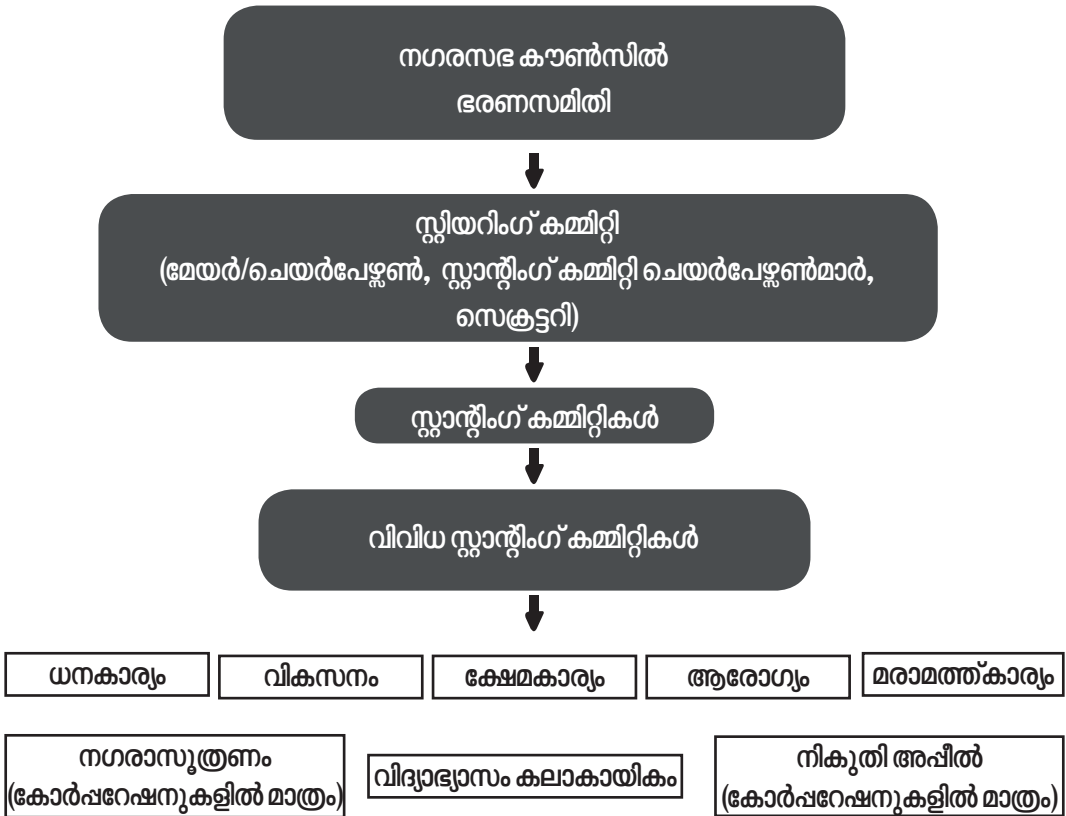 നഗരസഭ കൗൺസിൽ
ഭരണസമിതി
സ്റ്റിയറിംഗ് കമ്മിറ്റി
(മേയർ/ചെയർപേഴ്സൺ, സ്റ്റാന്റിംഗ് കമ്മിറ്റി ചെയർപേഴ്സൺമാർ,
സെക്രട്ടറി)
സ്റ്റാന്റിംഗ് കമ്മിറ്റികൾ
വിവിധ സ്റ്റാന്റിംഗ് കമ്മിറ്റികൾ
ധനകാര്യം
വികസനം
ക്ഷേമകാര്യം
ആരോഗ്യം
മരാമത്ത്കാര്യം
നഗരാസൂത്രണം
(കോർപ്പറേഷനുകളിൽ മാത്രം)
വിദ്യാഭ്യാസം കലാകായികം
നികുതി അപ്പീൽ
(കോർപ്പറേഷനുകളിൽ മാത്രം)